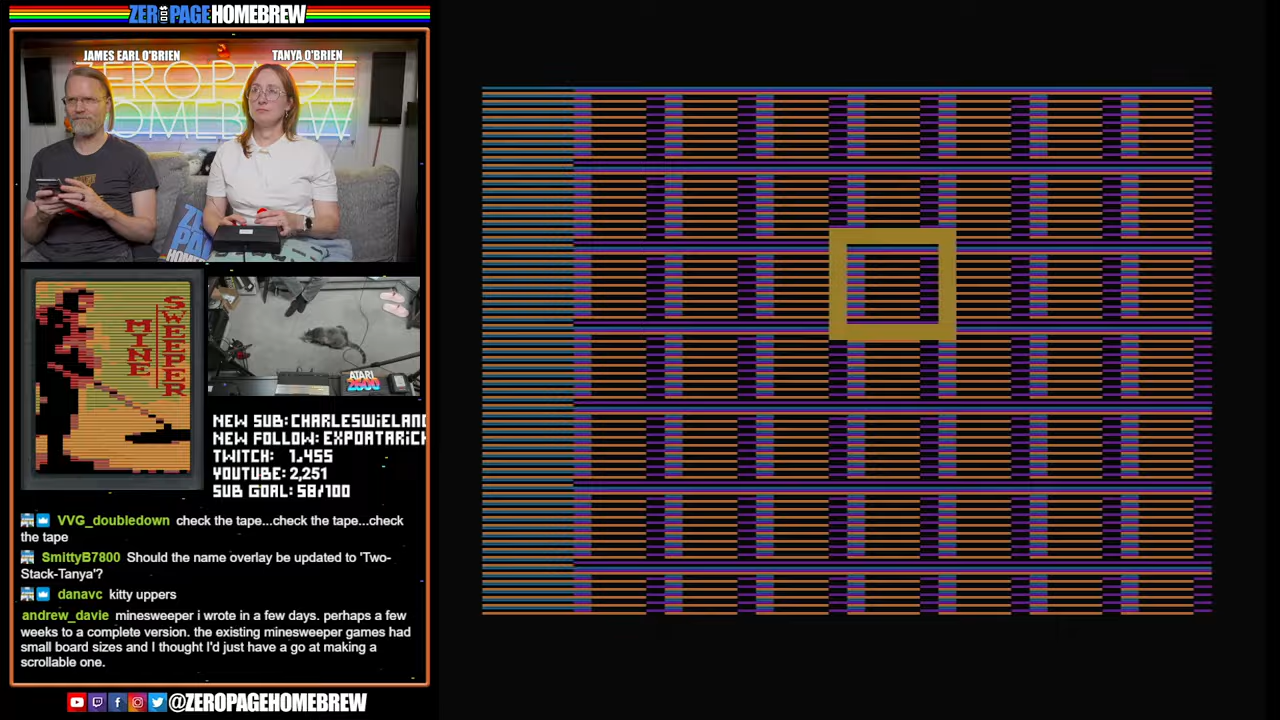 ZEROPAGE HOMEBREW
JAMES EARL O'BRIEN
TANYA O'BRIEN
ZEROPAGE
HOMEBREW
MINE
SWEEPER
ATARI
2600
NEW SUB: CHARLESWIELAND
NEW FOLLOW: EXPOATARICH
TWITCH: 1,455
YOUTUBE: 2,251
SUB GOAL: 58/100
VVG_doubledown check the tape...check the tape...check
the tape
SmittyB7800 Should the name overlay be updated to 'Two-
Stack-Tanya'?
danavc kitty uppers
andrew_davie minesweeper i wrote in a few days. perhaps a few
weeks to a complete version. the existing minesweeper games had
small board sizes and I thought I'd just have a go at making a
scrollable one.
@ZEROPAGEHOMEBREW